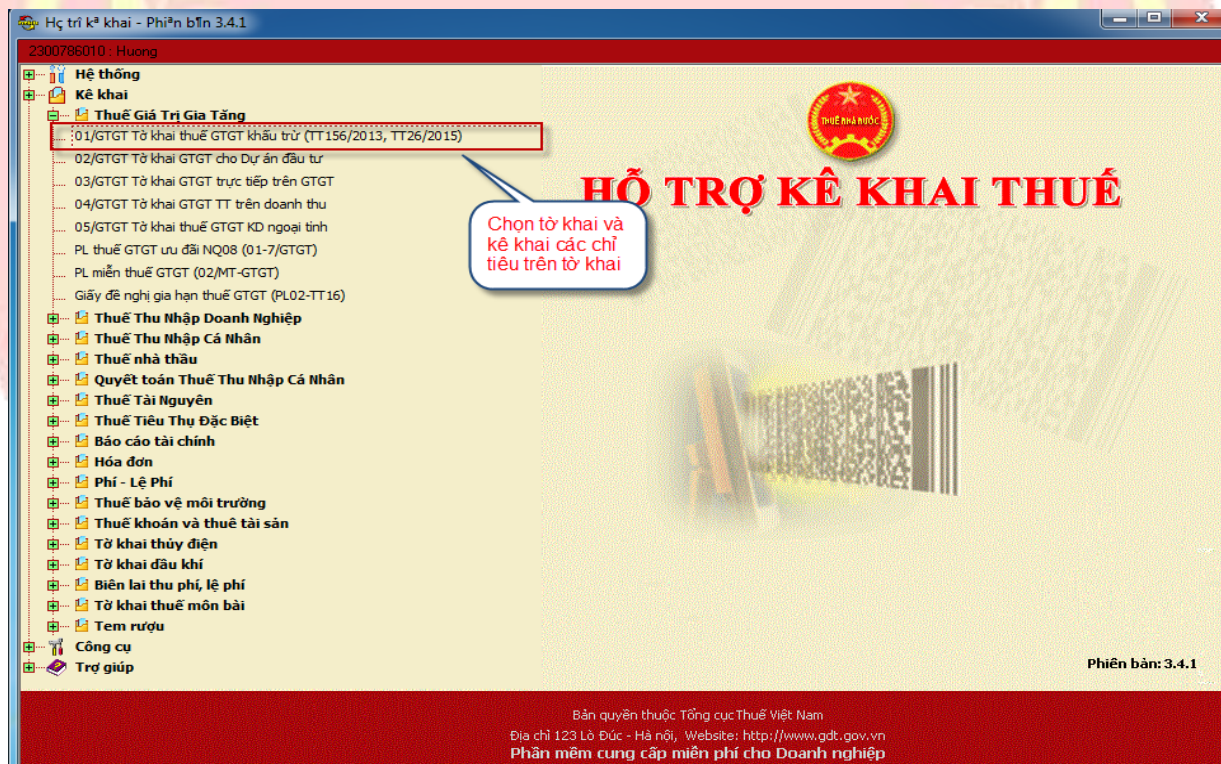 Hç trî kª khai - Phiªn b¶n 3.4.1
2300786010 : Huong
Hệ thống
Kê khai
Thuế Giá Trị Gia Tăng
01/GTGT Tờ khai thuế GTGT khấu trừ (TT156/2013, TT26/2015)
02/GTGT Tờ khai GTGT cho Dự án đầu tư
03/GTGT Tờ khai GTGT trực tiếp trên GTGT
04/GTGT Tờ khai GTGT TT trên doanh thu
05/GTGT Tờ khai thuế GTGT KD ngoại tỉnh
PL thuế GTGT ưu đãi NQ08 (01-7/GTGT)
PL miễn thuế GTGT (02/MT-GTGT)
Giấy đề nghị gia hạn thuế GTGT (PL02-TT16)
Thuế Thu Nhập Doanh Nghiệp
Thuế Thu Nhập Cá Nhân
Thuế nhà thầu
Quyết toán Thuế Thu Nhập Cá Nhân
Thuế Tài Nguyên
Thuế Tiêu Thụ Đặc Biệt
Báo cáo tài chính
Hóa đơn
Phí - Lệ Phí
Thuế bảo vệ môi trường
Thuế khoán và thuê tài sản
Tờ khai thủy điện
Tờ khai dầu khí
Biên lai thu phí, lệ phí
Tờ khai thuế môn bài
Tem rượu
Công cụ
Trợ giúp
Chọn tờ khai và
kê khai các chỉ
tiêu trên tờ khai
THUẾ NHÀ NƯỚC
HỖ TRỢ KÊ KHAI THUẾ
Phiên bản: 3.4.1
Bản quyền thuộc Tổng cục Thuế Việt Nam
Địa chỉ 123 Lò Đúc - Hà nội, Website: http://www.gdt.gov.vn
Phần mềm cung cấp miễn phí cho Doanh nghiệp